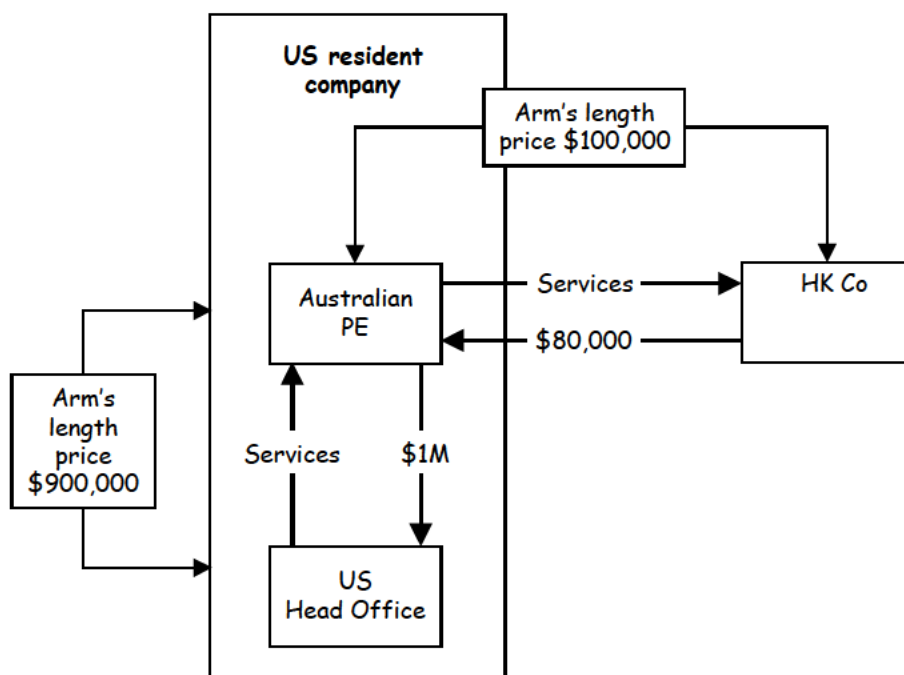 US resident
company
Arm's length
price $100,000
Australian
PE
Services
HK Co
$80,000
Arm's
length
price
$900,000
Services
$1M
US
Head Office